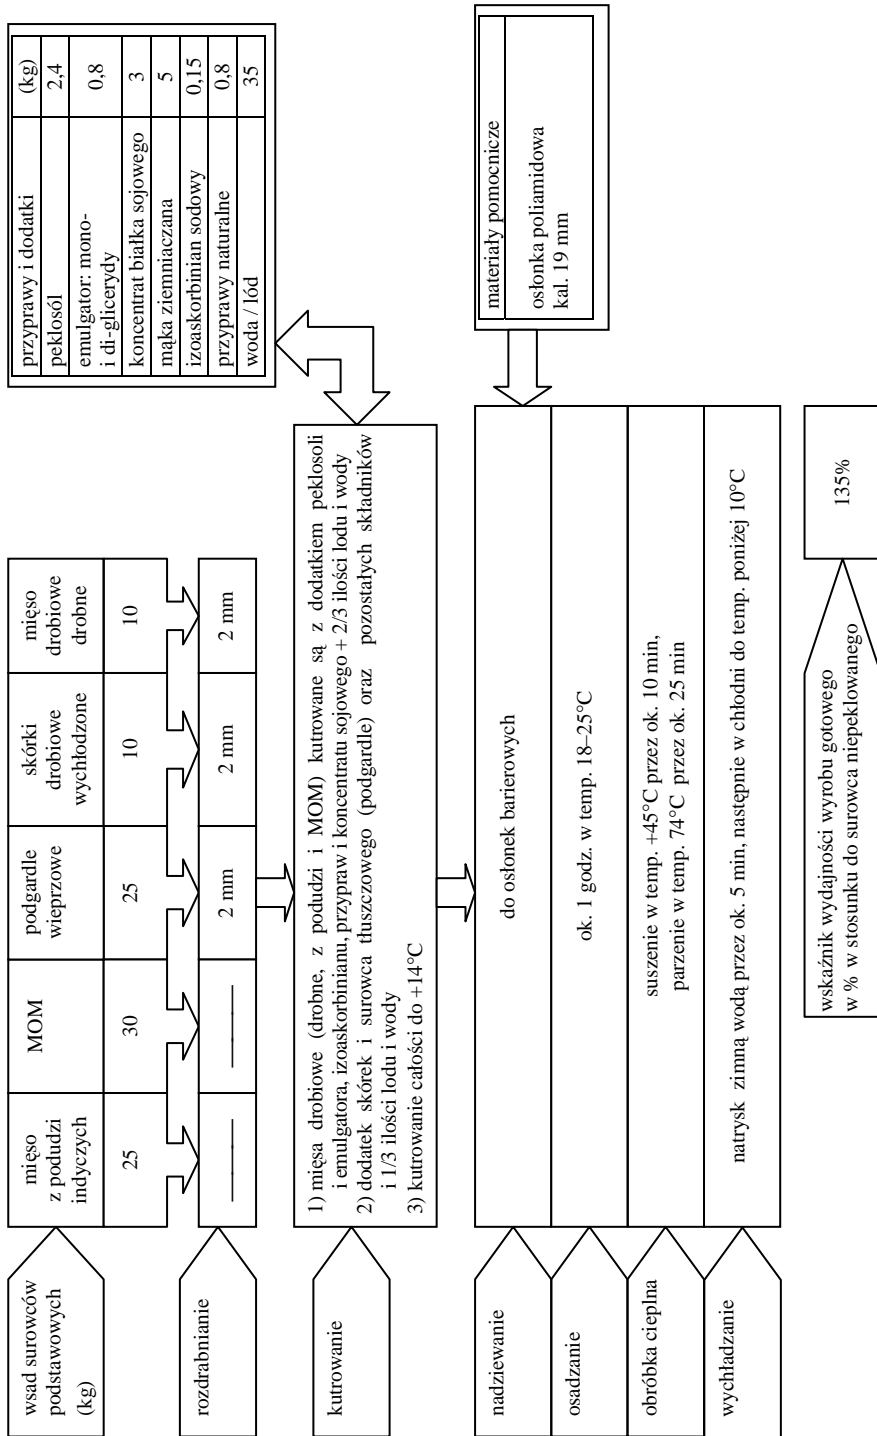 wsad surowców
podstawowych
(kg)
mięso
z podudzi
indyczych
MOM
podgardle
wieprzowe
skórki
drobiowe
wychłodzone
mięso
drobiowe
drobne
25
30
25
10
10
rozdrabnianie
———
———
2 mm
2 mm
2 mm
przyprawy i dodatki (kg)
peklosól 2,4
emulgator: mono-
i di-glicerydy 0,8
koncentrat białka sojowego 3
mąka ziemniaczana 5
izoaskorbinian sodowy 0,15
przyprawy naturalne 0,8
woda / lód 35
kutrowanie
1) mięsa drobiowe (drobne, z podudzi i MOM) kutrowane są z dodatkiem peklosoli
i emulgatora, izoaskorbinianu, przypraw i koncentratu sojowego + 2/3 ilości lodu i wody
2) dodatek skórek i surowca tłuszczowego (podgardle) oraz pozostałych składników
i 1/3 ilości lodu i wody
3) kutrowanie całości do +14°C
nadziewanie
do osłonek barierowych
materiały pomocnicze
osłonka poliamidowa
kal. 19 mm
osadzanie
ok. 1 godz. w temp. 18–25°C
obróbka cieplna
suszenie w temp. +45°C przez ok. 10 min,
parzenie w temp. 74°C przez ok. 25 min
wychładzanie
natrysk zimną wodą przez ok. 5 min, następnie w chłodni do temp. poniżej 10°C
wskaźnik wydajności wyrobu gotowego
w % w stosunku do surowca niepeklowanego
135%